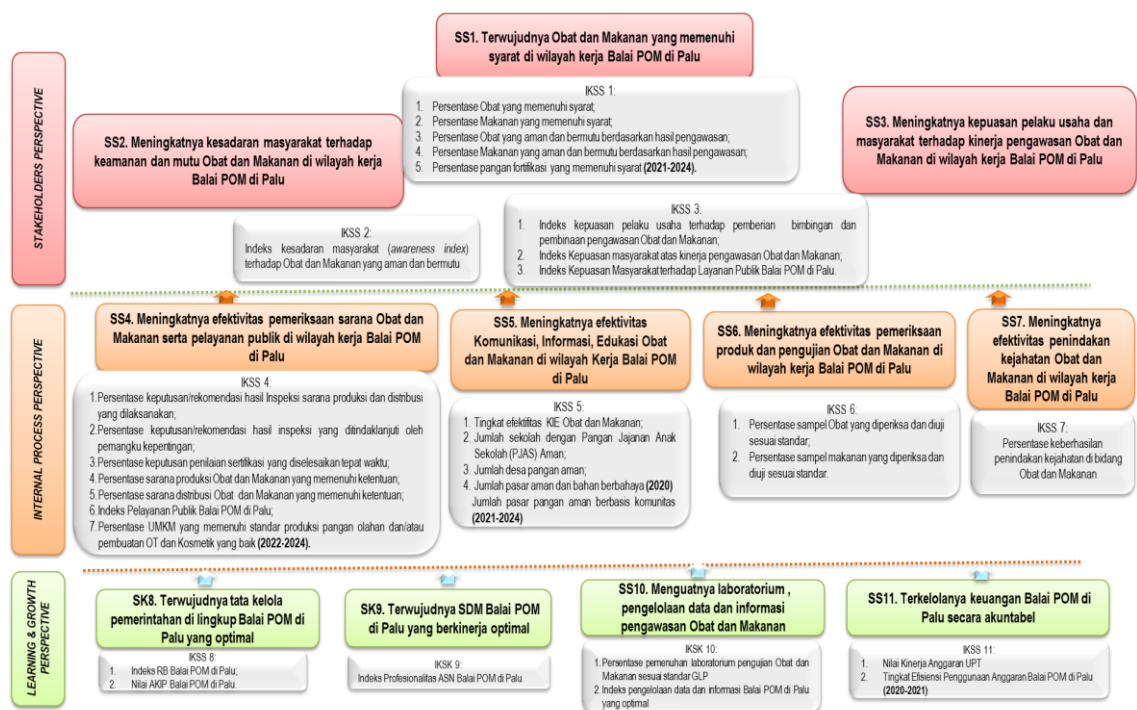 STAKEHOLDERS PERSPECTIVE
SS1. Terwujudnya Obat dan Makanan yang memenuhi
syarat di wilayah kerja Balai POM di Palu
IKSS 1:
1. Persentase Obat yang memenuhi syarat;
2. Persentase Makanan yang memenuhi syarat;
3. Persentase Obat yang aman dan bermutu berdasarkan hasil pengawasan;
4. Persentase Makanan yang aman dan bermutu berdasarkan hasil pengawasan;
5. Persentase pangan fortifikasi yang memenuhi syarat (2021-2024).
SS2. Meningkatnya kesadaran masyarakat terhadap
keamanan dan mutu Obat dan Makanan di wilayah kerja
Balai POM di Palu
IKSS 2:
Indeks kesadaran masyarakat (awareness index)
terhadap Obat dan Makanan yang aman dan bermutu
SS3. Meningkatnya kepuasan pelaku usaha dan
masyarakat terhadap kinerja pengawasan Obat dan
Makanan di wilayah kerja Balai POM di Palu
IKSS 3:
1. Indeks kepuasan pelaku usaha terhadap pemberian bimbingan dan
pembinaan pengawasan Obat dan Makanan;
2. Indeks Kepuasan masyarakat atas kinerja pengawasan Obat dan Makanan;
3. Indeks Kepuasan Masyarakat terhadap Layanan Publik Balai POM di Palu.
INTERNAL PROCESS PERSPECTIVE
SS4. Meningkatnya efektivitas pemeriksaan sarana Obat dan
Makanan serta pelayanan publik di wilayah kerja Balai POM
di Palu
IKSS 4:
1.Persentase keputusan/rekomendasi hasil Inspeksi sarana produksi dan distribusi
yang dilaksanakan;
2.Persentase keputusan/rekomendasi hasil inspeksi yang ditindaklanjuti oleh
pemangku kepentingan;
3.Persentase keputusan penilaian sertifikasi yang diselesaikan tepat waktu;
4.Persentase sarana produksi Obat dan Makanan yang memenuhi ketentuan;
5.Persentase sarana distribusi Obat dan Makanan yang memenuhi ketentuan;
6.Indeks Pelayanan Publik Balai POM di Palu;
7.Persentase UMKM yang memenuhi standar produksi pangan olahan dan/atau
pembuatan OT dan Kosmetik yang baik (2022-2024).
SS5. Meningkatnya efektivitas
Komunikasi, Informasi, Edukasi Obat
dan Makanan di wilayah Kerja Balai POM
di Palu
IKSS 5:
1. Tingkat efektifitas KIE Obat dan Makanan;
2. Jumlah sekolah dengan Pangan Jajanan Anak
Sekolah (PJAS) Aman;
3. Jumlah desa pangan aman;
4. Jumlah pasar aman dari bahan berbahaya (2020)
Jumlah pasar pangan aman berbasis komunitas
(2021-2024)
SS6. Meningkatnya efektivitas pemeriksaan
produk dan pengujian Obat dan Makanan di
wilayah kerja Balai POM di Palu
IKSS 6:
1. Persentase sampel Obat yang diperiksa dan diuji
sesuai standar;
2. Persentase sampel makanan yang diperiksa dan
diuji sesuai standar.
SS7. Meningkatnya
efektivitas penindakan
kejahatan Obat dan
Makanan di wilayah kerja
Balai POM di Palu
IKSS 7:
Persentase keberhasilan
penindakan kejahatan di bidang
Obat dan Makanan
LEARNING & GROWTH
PERSPECTIVE
SK8. Terwujudnya tata kelola
pemerintahan di lingkup Balai POM di
Palu yang optimal
IKSS 8:
1. Indeks RB Balai POM di Palu;
2. Nilai AKIP Balai POM di Palu.
SK9. Terwujudnya SDM Balai POM
di Palu yang berkinerja optimal
IKSK 9:
Indeks Profesionalitas ASN Balai POM di Palu
SS10. Menguatnya laboratorium ,
pengelolaan data dan informasi
pengawasan Obat dan Makanan
IKSK 10:
1.Persentase pemenuhan laboratorium pengujian Obat dan
Makanan sesuai standar GLP
2.Indeks pengelolaan data dan informasi Balai POM di Palu
yang optimal
SS11. Terkelolanya keuangan Balai POM di
Palu secara akuntabel
IKSS 11:
1. Nilai Kinerja Anggaran UPT
2. Tingkat Efisiensi Penggunaan Anggaran Balai POM di Palu
(2020-2021)